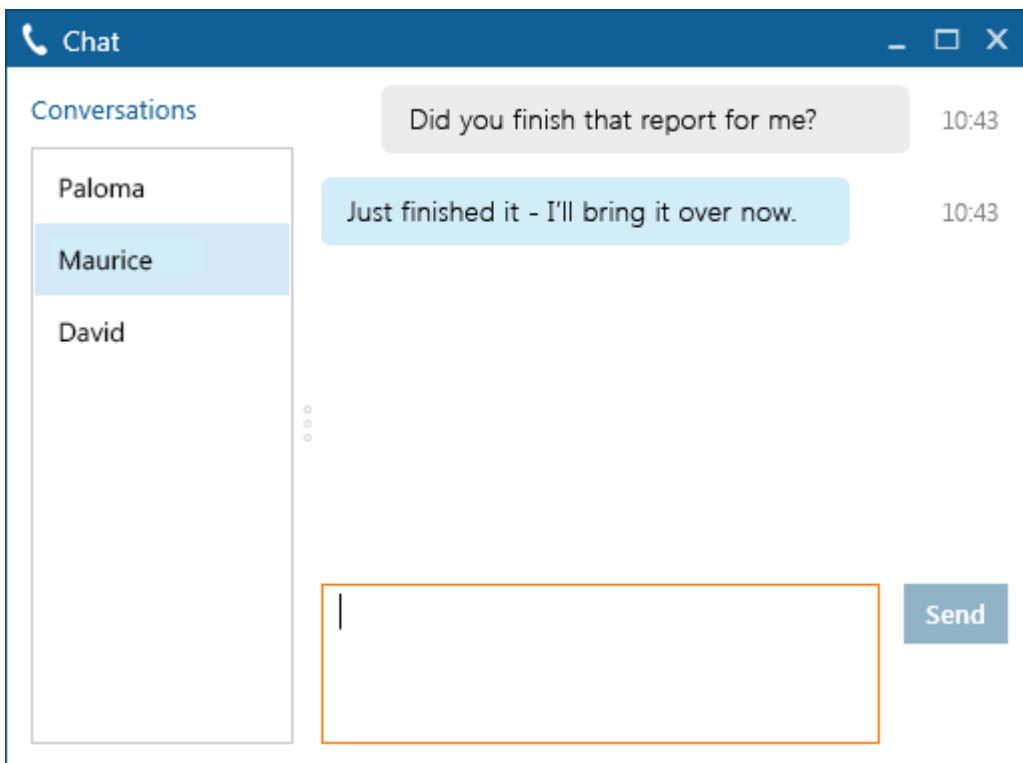 Chat
Conversations
Paloma
Maurice
David
Did you finish that report for me? 10:43
Just finished it - I'll bring it over now. 10:43
Send